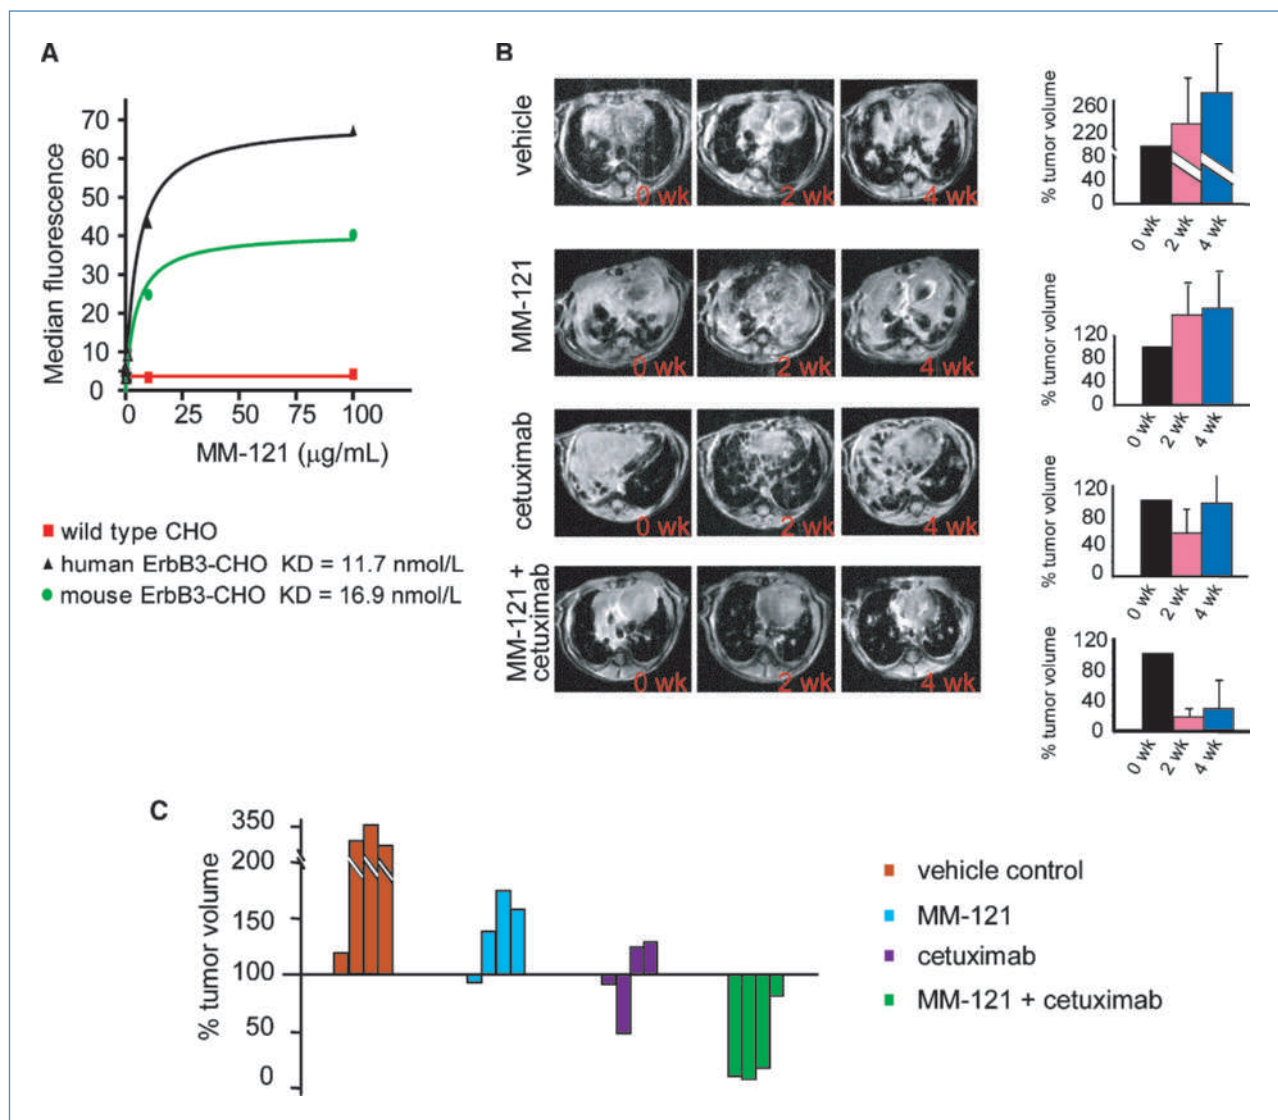 A
70
60
50
40
30
20
10
0
Median fluorescence
0 25 50 75 100
MM-121 (μg/mL)
wild type CHO
human ErbB3-CHO KD = 11.7 nmol/L
mouse ErbB3-CHO KD = 16.9 nmol/L
B
vehicle
0 wk 2 wk 4 wk
% tumor volume
260
220
80
40
0
0 wk 2 wk 4 wk
MM-121
0 wk 2 wk 4 wk
% tumor volume
120
80
40
0
0 wk 2 wk 4 wk
cetuximab
0 wk 2 wk 4 wk
% tumor volume
120
80
40
0
0 wk 2 wk 4 wk
MM-121 +
cetuximab
0 wk 2 wk 4 wk
% tumor volume
120
80
40
0
0 wk 2 wk 4 wk
C
% tumor volume
350
200
150
100
50
0
vehicle control
MM-121
cetuximab
MM-121 + cetuximab